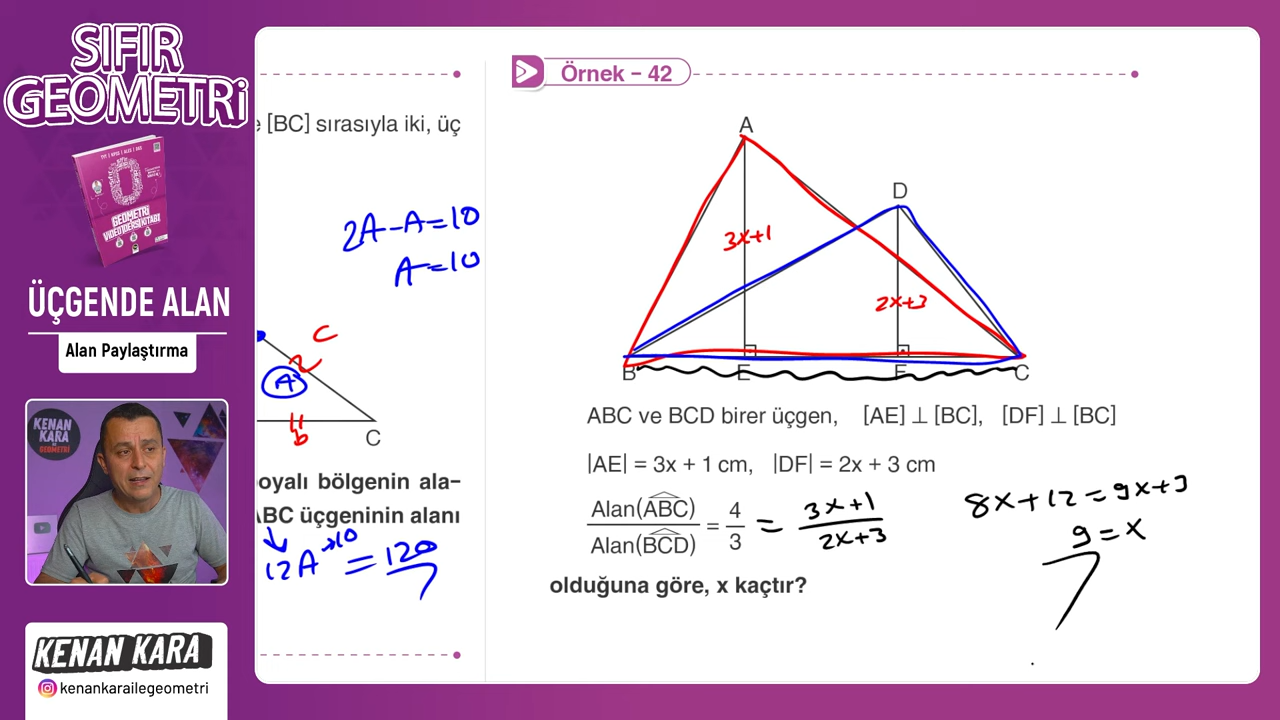 SIFIR
GEOMETRİ
GEOMETRİ
VİDEO DERS KİTABI
ÜÇGENDE ALAN
Alan Paylaştırma
KENAN KARA
GEOMETRİ
KENAN KARA
kenankarailegeometri
e [BC] sırasıyla iki, üç
2A-A=10
A=10
C
A
b
C
oyalı bölgenin ala-
ABC üçgeninin alanı
12A→10 = 120
Örnek – 42
A
D
3x+1
2x+3
B E F C
ABC ve BCD birer üçgen, [AE] ⊥ [BC], [DF] ⊥ [BC]
|AE| = 3x + 1 cm, |DF| = 2x + 3 cm
Alan(ABC) / Alan(BCD) = 4 / 3 = 3x+1 / 2x+3
8x+12=9x+3
9=x
olduğuna göre, x kaçtır?